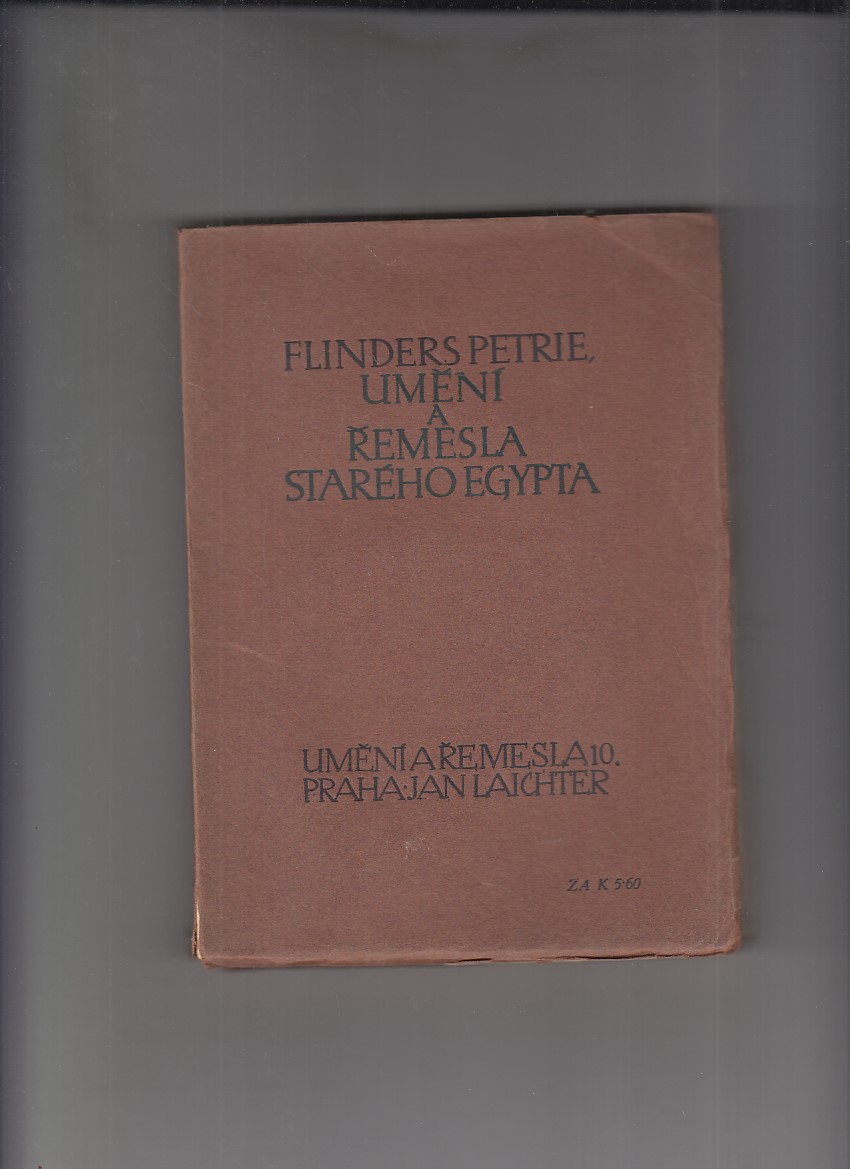 FLINDERS PETRIE,
UMĚNÍ
A
ŘEMESLA
STARÉHO EGYPTA
UMĚNÍ A ŘEMESLA 10.
PRAHA·JAN LAICHTER
ZA K 5·60